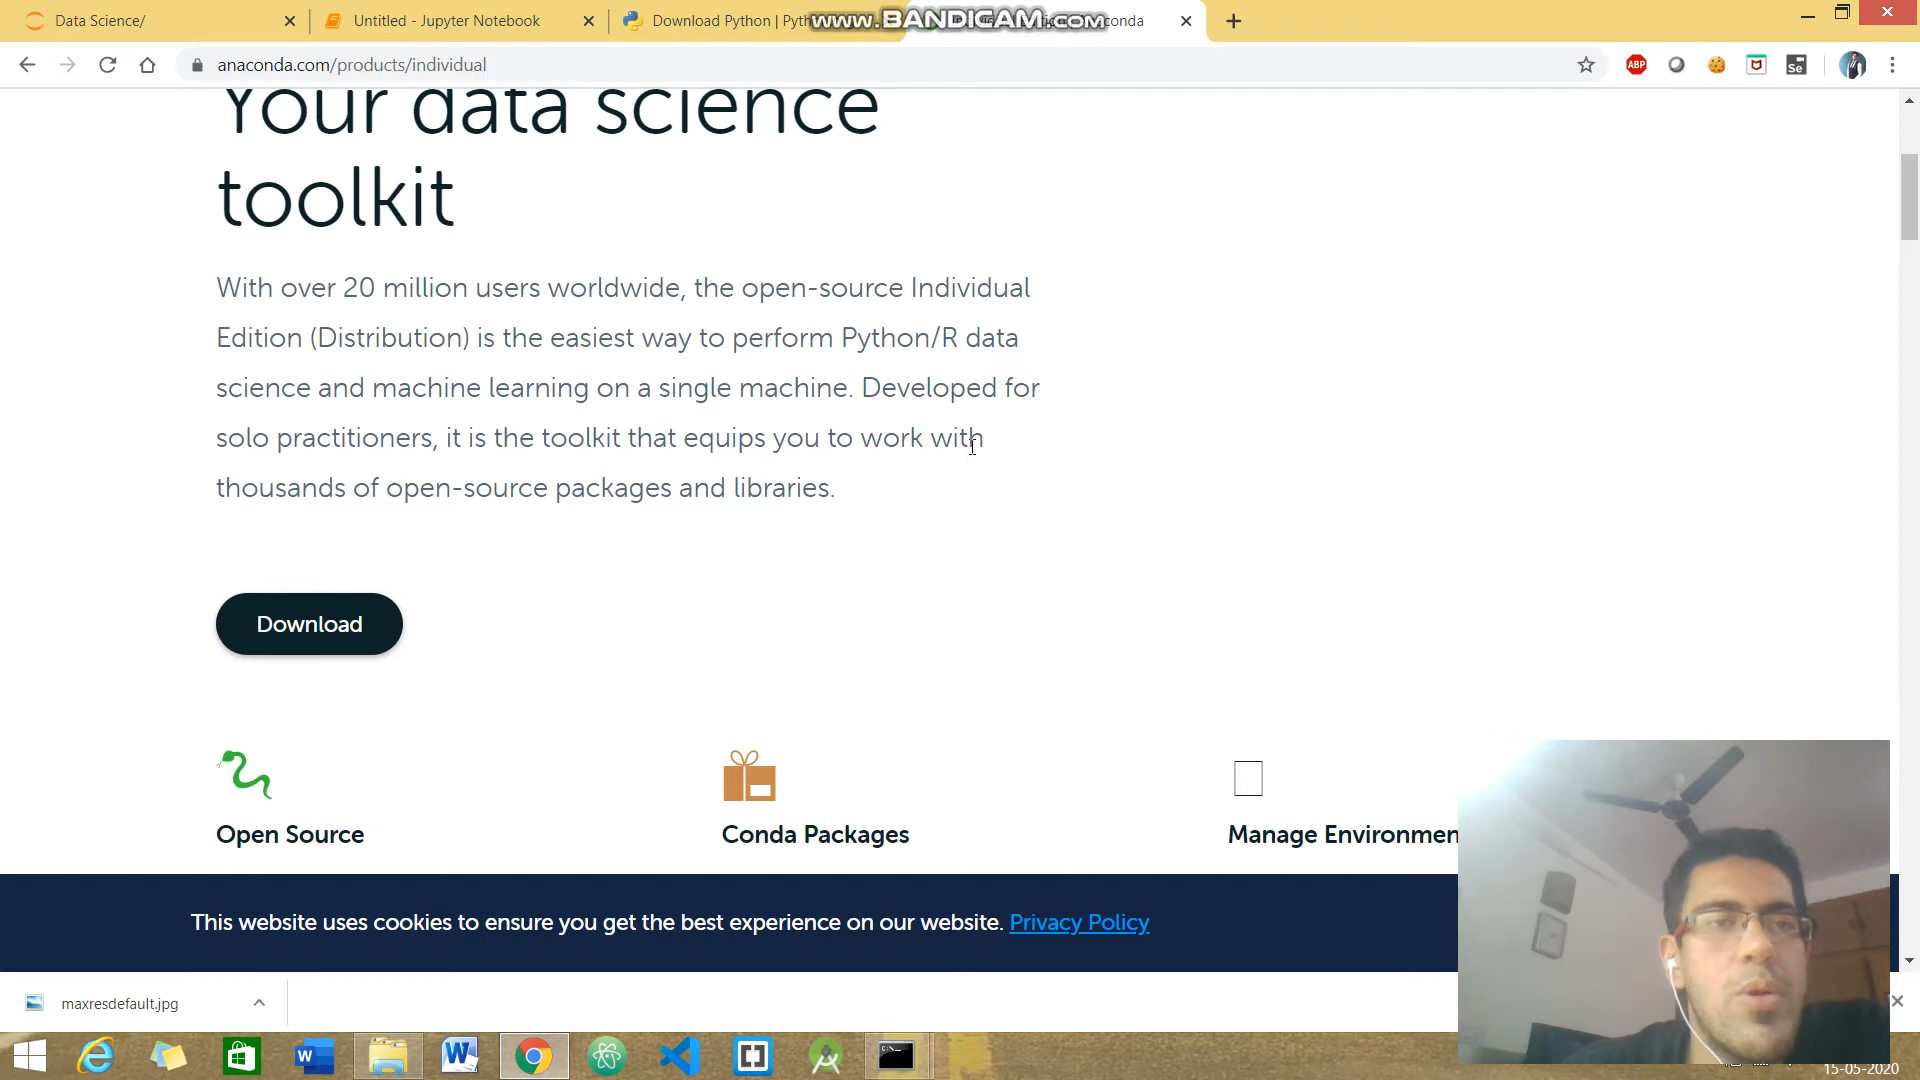 Data Science/
Untitled - Jupyter Notebook
Download Python | Pyth
www.BANDICAM.com
anaconda.com/products/individual
ABP
Se
Your data science
toolkit
With over 20 million users worldwide, the open-source Individual
Edition (Distribution) is the easiest way to perform Python/R data
science and machine learning on a single machine. Developed for
solo practitioners, it is the toolkit that equips you to work with
thousands of open-source packages and libraries.
Download
Open Source
Conda Packages
Manage Environmen
This website uses cookies to ensure you get the best experience on our website. Privacy Policy
maxresdefault.jpg
15-05-2020